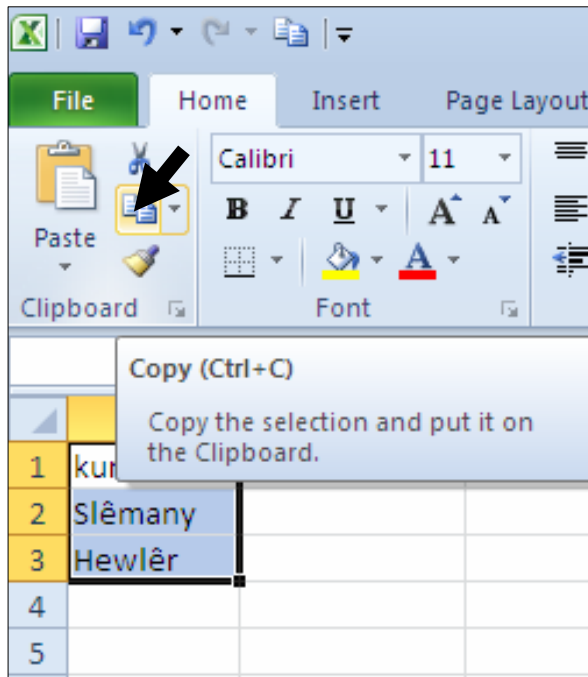 File Home Insert Page Layout
Calibri 11
B I U A A
Paste
A
Clipboard Font
Copy (Ctrl+C)
Copy the selection and put it on
the Clipboard.
1
2 Slêmany
3 Hewlêr
4
5